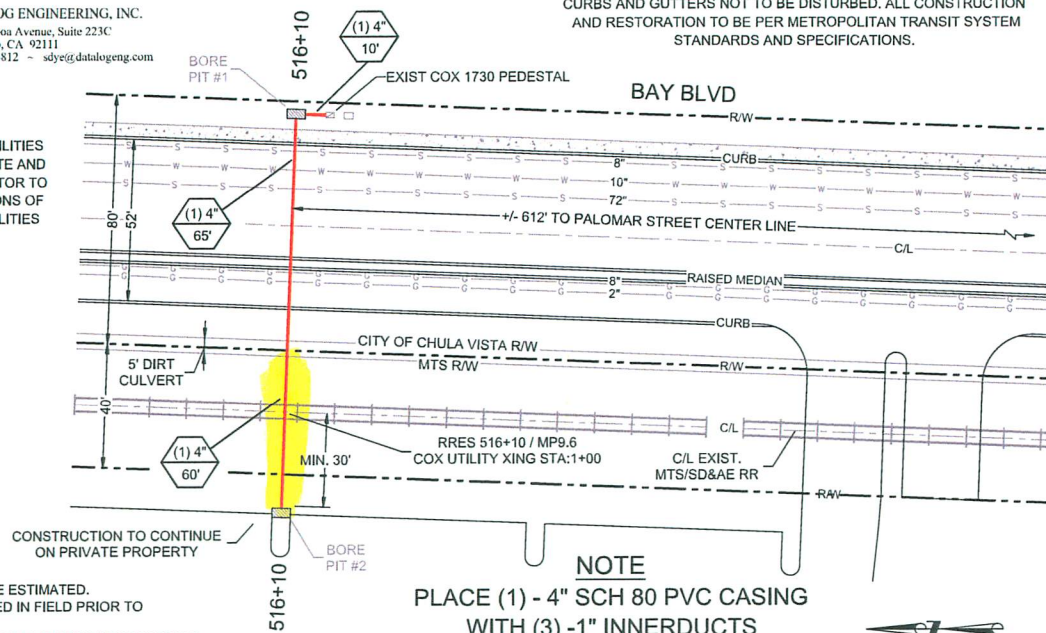 OG ENGINEERING, INC.
oa Avenue, Suite 223C
, CA 92111
812 ~ sdye@datalogeng.com
CURBS AND GUTTERS NOT TO BE DISTURBED. ALL CONSTRUCTION
AND RESTORATION TO BE PER METROPOLITAN TRANSIT SYSTEM
STANDARDS AND SPECIFICATIONS.
516+10
(1) 4"
10'
BORE
PIT #1
EXIST COX 1730 PEDESTAL
BAY BLVD
R/W
ILITIES
TE AND
TOR TO
ONS OF
LITIES
80'
52'
S S S S S S S 8" CURB S S S S
W W W W W W 10" W W W W W
S S S S S S S 72" S S S S S
(1) 4"
65'
+/- 612' TO PALOMAR STREET CENTER LINE
C/L
RAISED MEDIAN
G G G G G G G G 8" G G G G
G G G G G G G G 2" G G G G
CURB
CITY OF CHULA VISTA R/W
MTS R/W
R/W
5' DIRT
CULVERT
40'
C/L
(1) 4"
60'
MIN. 30'
RRES 516+10 / MP9.6
COX UTILITY XING STA:1+00
C/L EXIST.
MTS/SD&AE RR
R/W
CONSTRUCTION TO CONTINUE
ON PRIVATE PROPERTY
BORE
PIT #2
516+10
E ESTIMATED.
ED IN FIELD PRIOR TO
NOTE
PLACE (1) - 4" SCH 80 PVC CASING
WITH (3) -1" INNERDUCTS